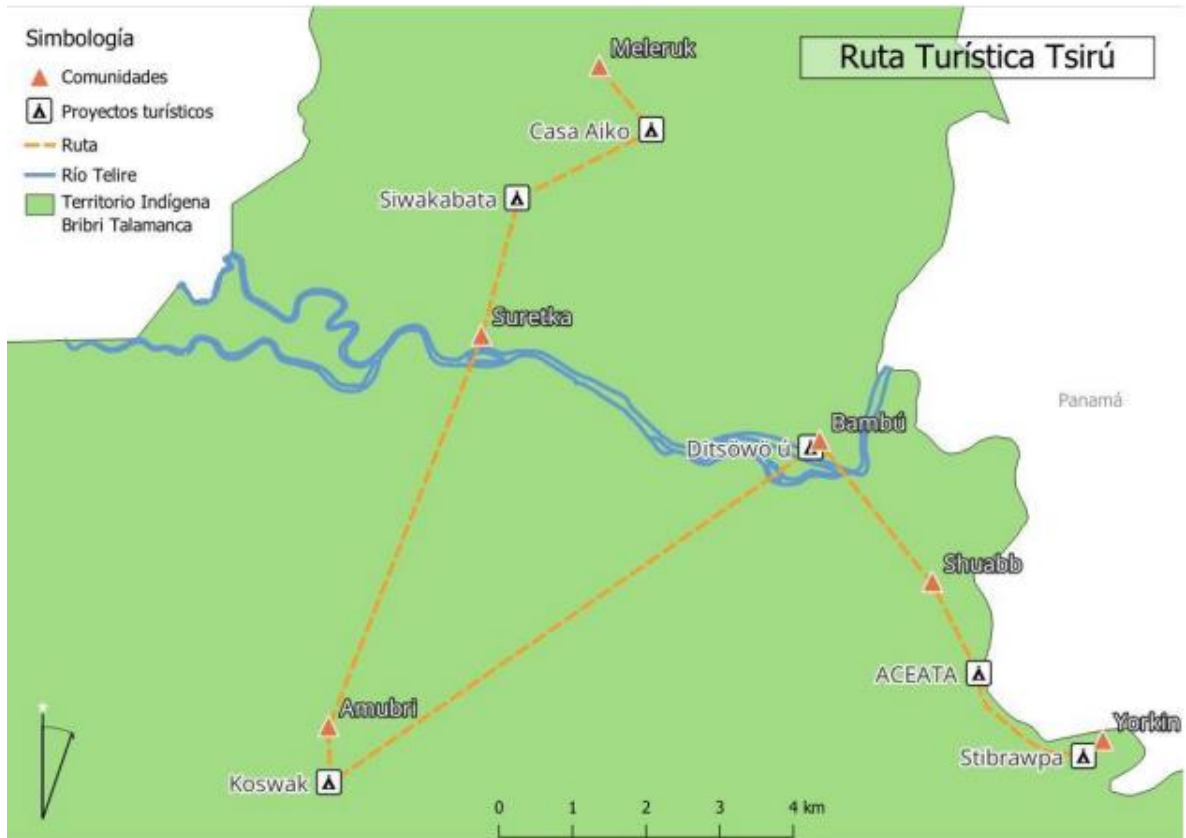 Simbología
Comunidades
Proyectos turísticos
Ruta
Río Telire
Territorio Indígena
Bribri Talamanca
Ruta Turística Tsirú
Meleruk
Casa Aiko
Siwakabata
Suretka
Panamá
Bambú
Ditsöwö ú
Shuabb
ACEATA
Amubri
Yorkin
Stibrawpa
Koswak
0 1 2 3 4 km